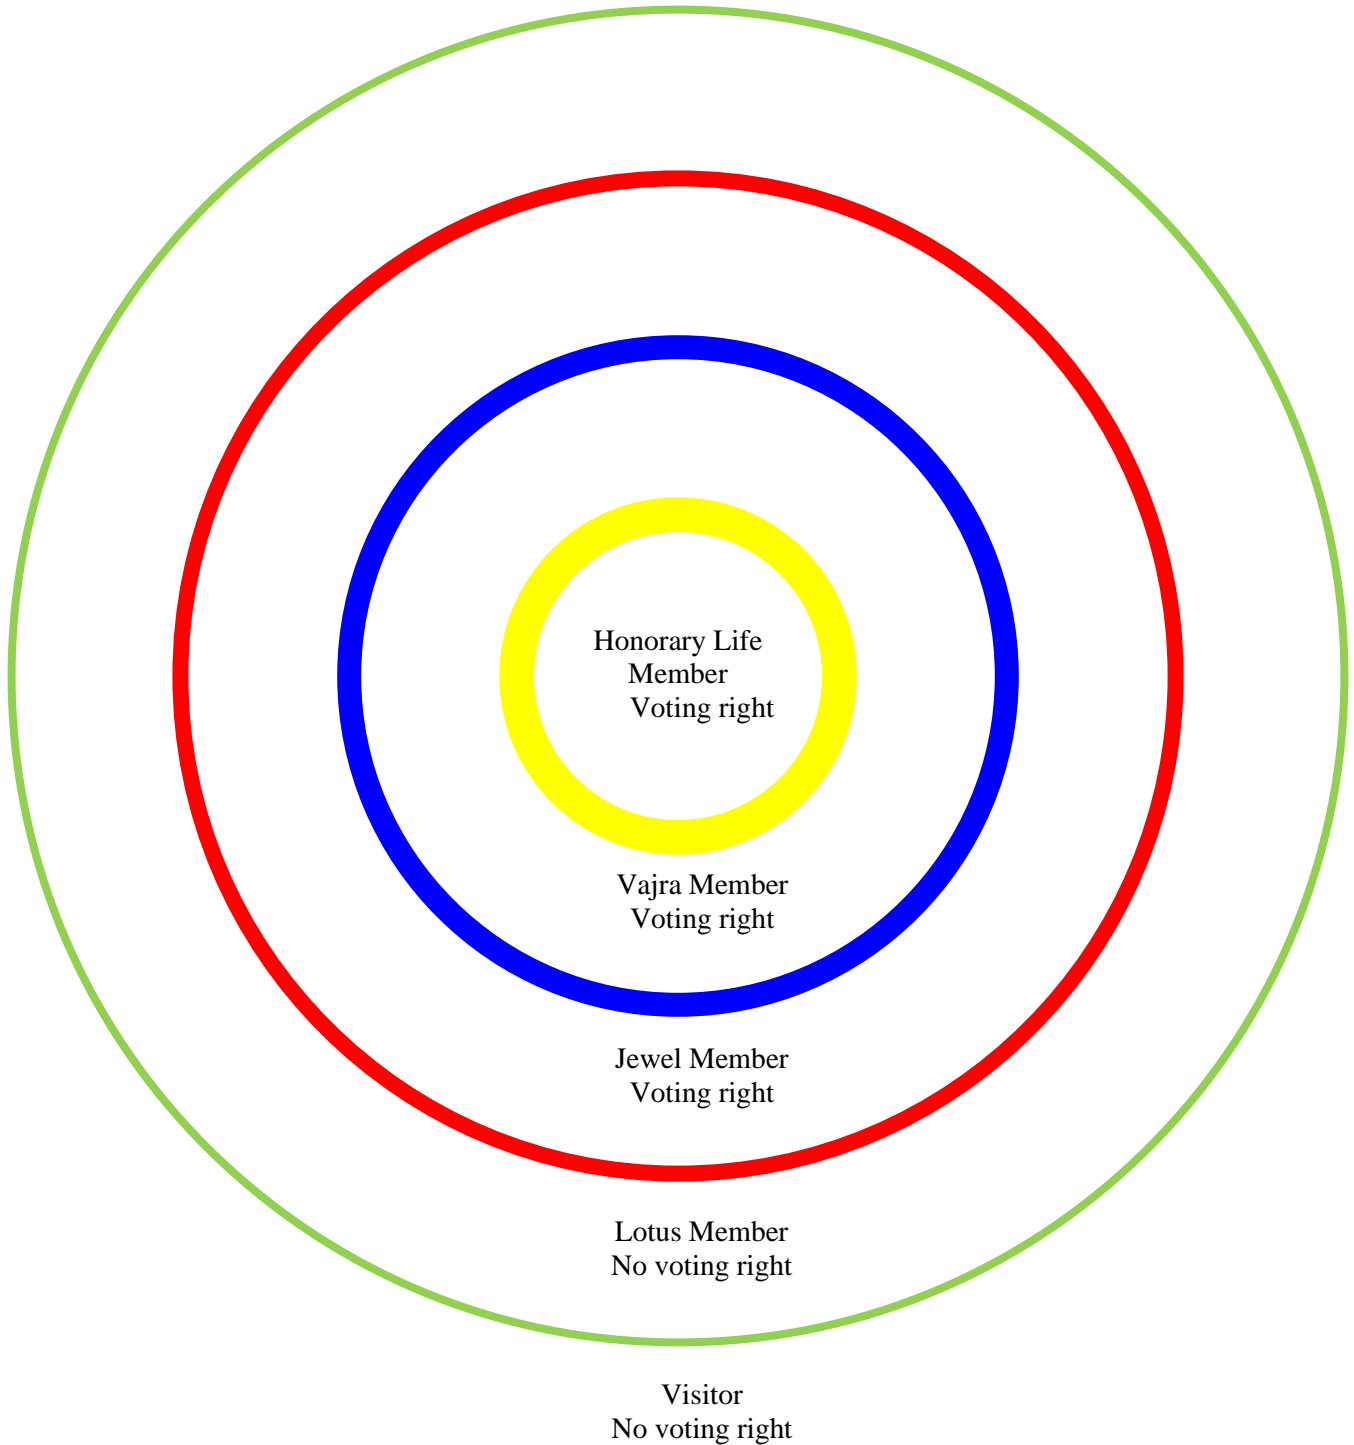 Honorary Life
Member
Voting right
Vajra Member
Voting right
Jewel Member
Voting right
Lotus Member
No voting right
Visitor
No voting right